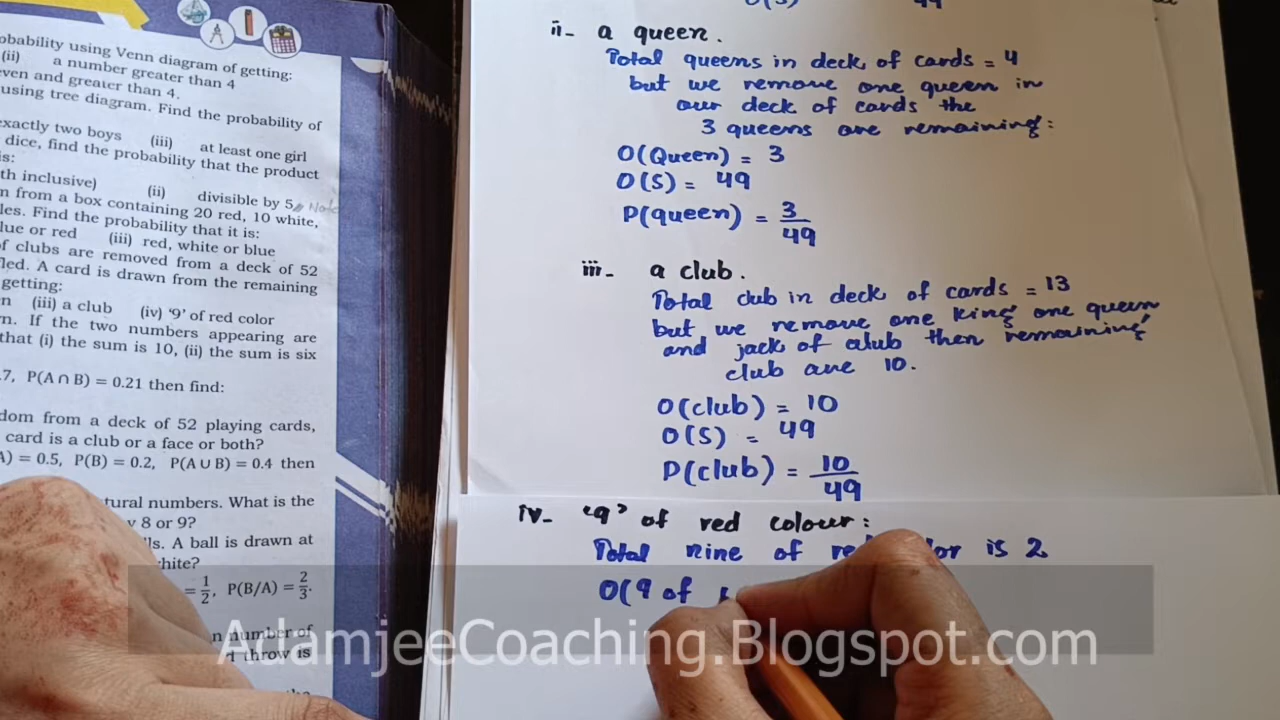 obability using Venn diagram of getting:
(ii) a number greater than 4
ven and greater than 4.
using tree diagram. Find the probability of
exactly two boys (iii) at least one girl
dice, find the probability that the product
is:
th inclusive) (ii) divisible by 5
n from a box containing 20 red, 10 white,
les. Find the probability that it is:
lue or red (iii) red, white or blue
f clubs are removed from a deck of 52
led. A card is drawn from the remaining
getting:
en (iii) a club (iv) '9' of red color
n. If the two numbers appearing are
that (i) the sum is 10, (ii) the sum is six
.7, P(A ∩ B) = 0.21 then find:
dom from a deck of 52 playing cards,
card is a club or a face or both?
A) = 0.5, P(B) = 0.2, P(A ∪ B) = 0.4 then
tural numbers. What is the
y 8 or 9?
ls. A ball is drawn at
hite?
= 1/2, P(B/A) = 2/3.
n number of
throw is
O(S) 49
ii- a queen.
Total queens in deck of cards = 4
but we remove one queen in
our deck of cards the
3 queens are remaining:
O(Queen) = 3
O(S) = 49
P(queen) = 3/49
iii- a club.
Total club in deck of cards = 13
but we remove one king one queen
and jack of club then remaining
club are 10.
O(club) = 10
O(S) = 49
P(club) = 10/49
iv- '9' of red colour:
Total nine of is 2
O(9 of
AdamjeeCoaching.Blogspot.com